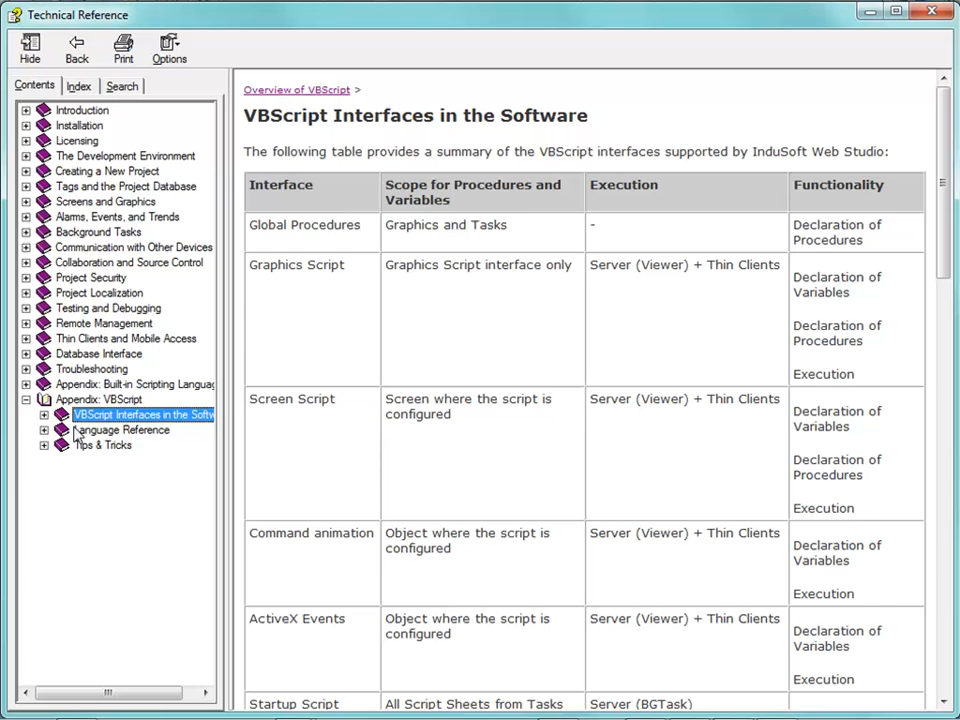 Technical Reference
Hide
Back
Print
Options
Contents
Index
Search
Introduction
Installation
Licensing
The Development Environment
Creating a New Project
Tags and the Project Database
Screens and Graphics
Alarms, Events, and Trends
Background Tasks
Communication with Other Devices
Collaboration and Source Control
Project Security
Project Localization
Testing and Debugging
Remote Management
Thin Clients and Mobile Access
Database Interface
Troubleshooting
Appendix: Built-in Scripting Languag
Appendix: VBScript
VBScript Interfaces in the Softw
Language Reference
Tips & Tricks
Overview of VBScript >
VBScript Interfaces in the Software
The following table provides a summary of the VBScript interfaces supported by InduSoft Web Studio:
Interface
Scope for Procedures and
Variables
Execution
Functionality
Global Procedures
Graphics and Tasks
-
Declaration of
Procedures
Graphics Script
Graphics Script interface only
Server (Viewer) + Thin Clients
Declaration of
Variables
Declaration of
Procedures
Execution
Screen Script
Screen where the script is
configured
Server (Viewer) + Thin Clients
Declaration of
Variables
Declaration of
Procedures
Execution
Command animation
Object where the script is
configured
Server (Viewer) + Thin Clients
Declaration of
Variables
Execution
ActiveX Events
Object where the script is
configured
Server (Viewer) + Thin Clients
Declaration of
Variables
Execution
Startup Script
All Script Sheets from Tasks
Server (BGTask)